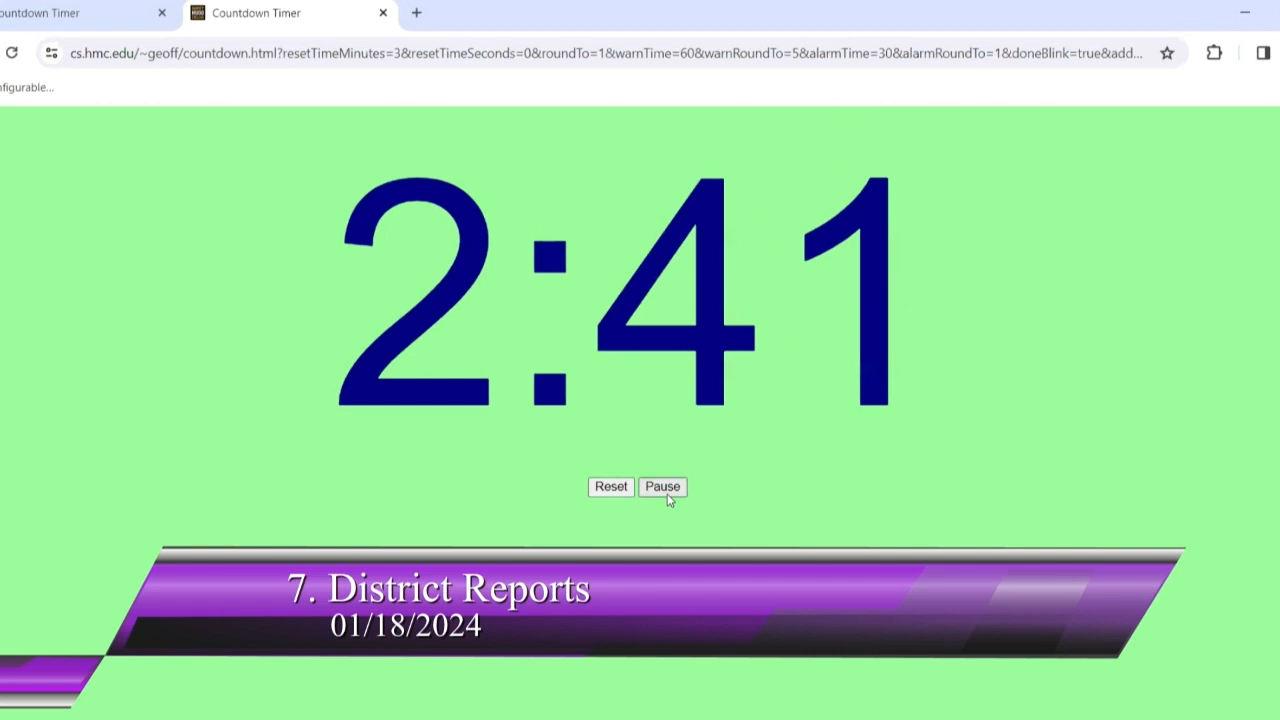 ountdown Timer
Countdown Timer
cs.hmc.edu/~geoff/countdown.html?resetTimeMinutes=3&resetTimeSeconds=0&roundTo=1&warnTime=60&warnRoundTo=5&alarmTime=30&alarmRoundTo=1&doneBlink=true&add...
nfigurable...
2:41
Reset Pause
7. District Reports
01/18/2024